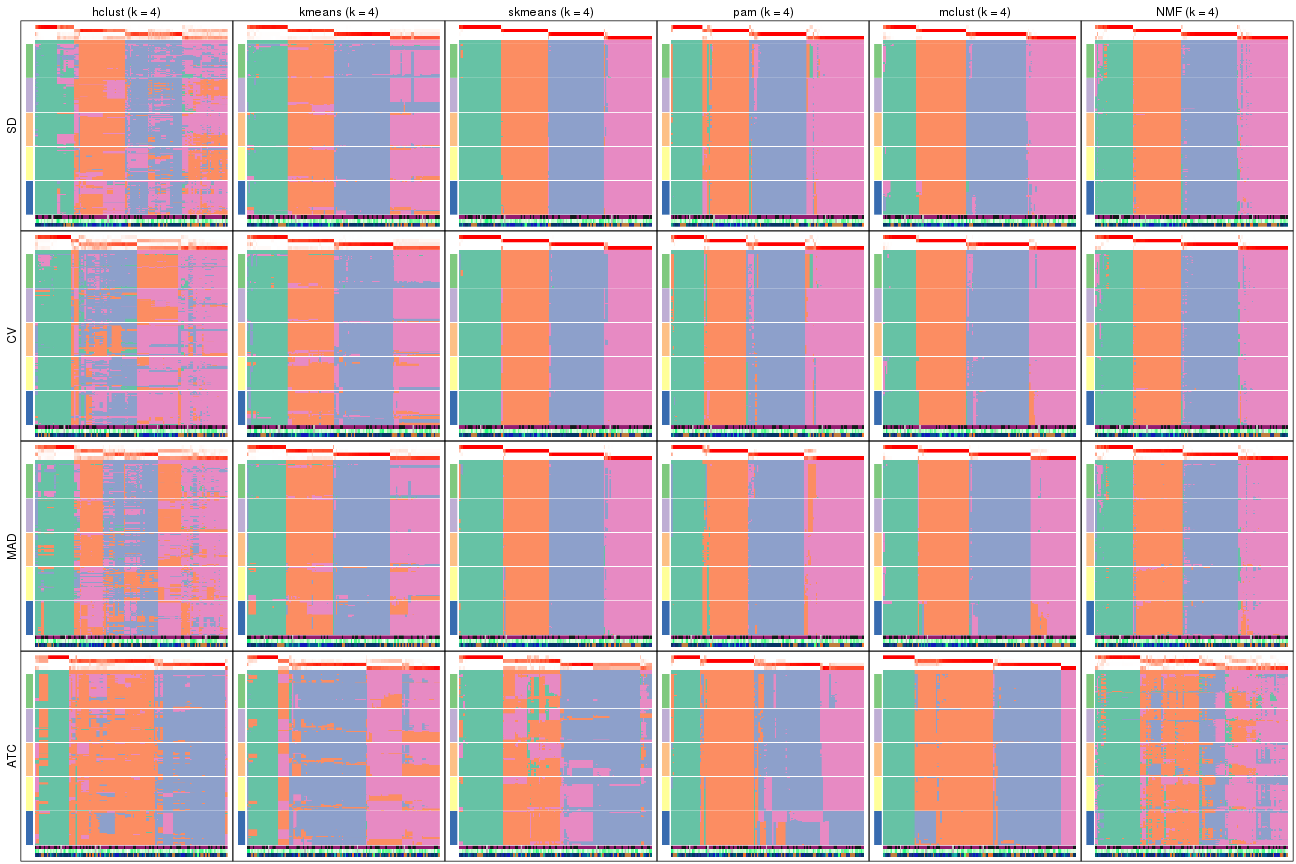 hclust (k = 4) kmeans (k = 4) skmeans (k = 4) pam (k = 4) mclust (k = 4) NMF (k = 4)
SD
CV
MAD
ATC